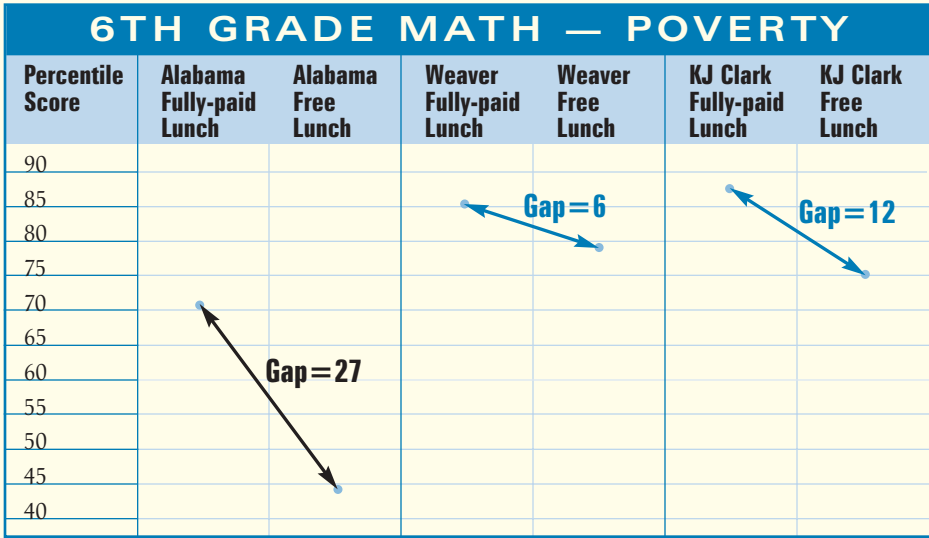 6TH GRADE MATH — POVERTY
Percentile Score
Alabama Fully-paid Lunch
Alabama Free Lunch
Weaver Fully-paid Lunch
Weaver Free Lunch
KJ Clark Fully-paid Lunch
KJ Clark Free Lunch
90
85
80
75
70
65
60
55
50
45
40
Gap=27
Gap=6
Gap=12